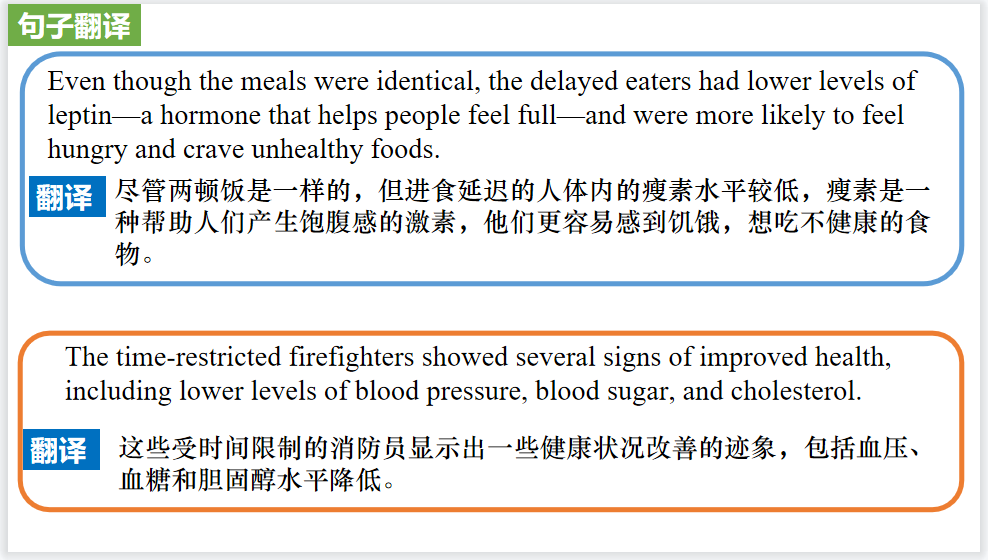 句子翻译
Even though the meals were identical, the delayed eaters had lower levels of
leptin—a hormone that helps people feel full—and were more likely to feel
hungry and crave unhealthy foods.
翻译
尽管两顿饭是一样的，但进食延迟的人体内的瘦素水平较低，瘦素是一
种帮助人们产生饱腹感的激素，他们更容易感到饥饿，想吃不健康的食
物。
The time-restricted firefighters showed several signs of improved health,
including lower levels of blood pressure, blood sugar, and cholesterol.
翻译
这些受时间限制的消防员显示出一些健康状况改善的迹象，包括血压、
血糖和胆固醇水平降低。